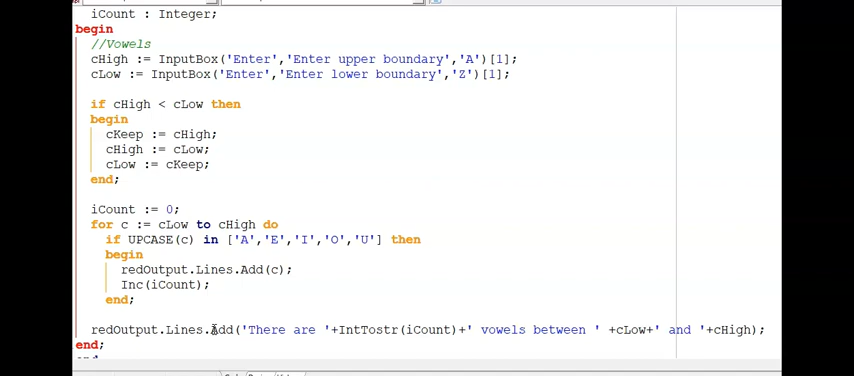 iCount : Integer;
begin
//Vowels
cHigh := InputBox('Enter','Enter upper boundary','A')[1];
cLow := InputBox('Enter','Enter lower boundary','Z')[1];
if cHigh < cLow then
begin
cKeep := cHigh;
cHigh := cLow;
cLow := cKeep;
end;
iCount := 0;
for c := cLow to cHigh do
if UPCASE(c) in ['A','E','I','O','U'] then
begin
redOutput.Lines.Add(c);
Inc(iCount);
end;
redOutput.Lines.Add('There are '+IntTostr(iCount)+' vowels between ' +cLow+' and '+cHigh);
end;